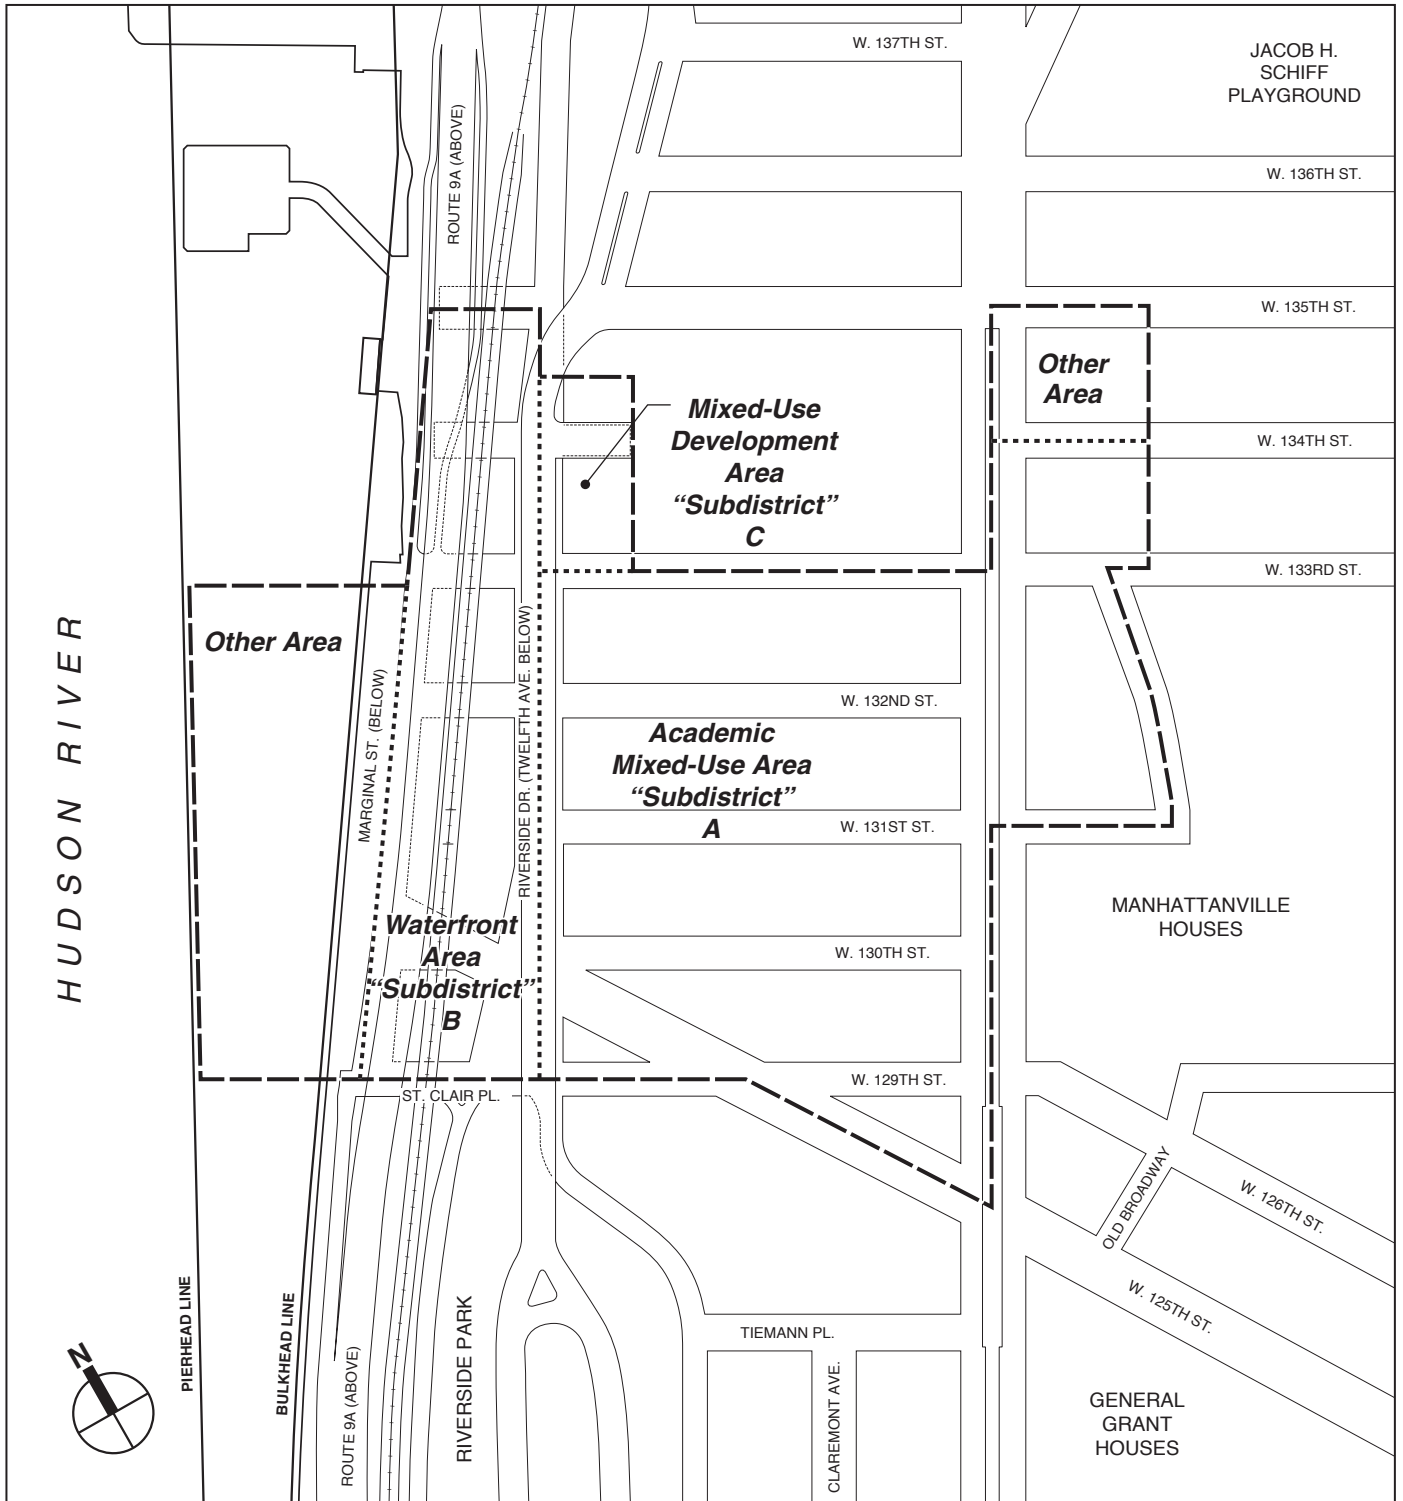 W. 137TH ST.
JACOB H.
SCHIFF
PLAYGROUND
ROUTE 9A (ABOVE)
W. 136TH ST.
W. 135TH ST.
Other
Area
Mixed-Use
Development
Area
“Subdistrict”
C
W. 134TH ST.
W. 133RD ST.
HUDSON RIVER
Other Area
MARGINAL ST. (BELOW)
RIVERSIDE DR. (TWELFTH AVE. BELOW)
W. 132ND ST.
Academic
Mixed-Use Area
“Subdistrict”
A
W. 131ST ST.
MANHATTANVILLE
HOUSES
Waterfront
Area
“Subdistrict”
B
W. 130TH ST.
W. 129TH ST.
ST. CLAIR PL.
OLD BROADWAY
W. 126TH ST.
W. 125TH ST.
PIERHEAD LINE
BULKHEAD LINE
RIVERSIDE PARK
TIEMANN PL.
N
ROUTE 9A (ABOVE)
CLAREMONT AVE.
GENERAL
GRANT
HOUSES